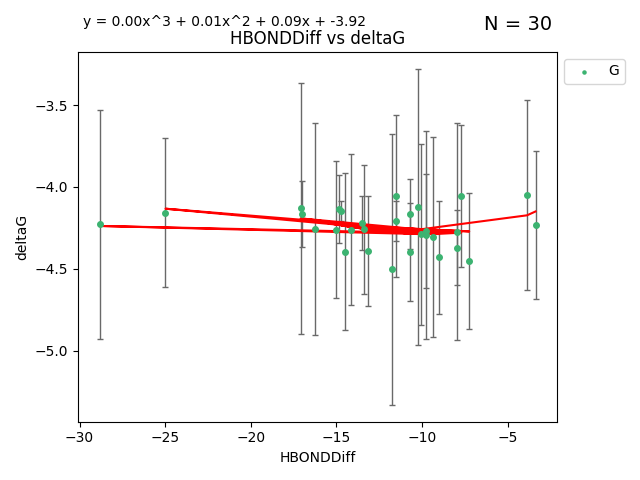 y = 0.00x^3 + 0.01x^2 + 0.09x + -3.92
N = 30
HBONDDiff vs deltaG
G
−3.5
−4.0
−4.5
−5.0
deltaG
−30 −25 −20 −15 −10 −5
HBONDDiff